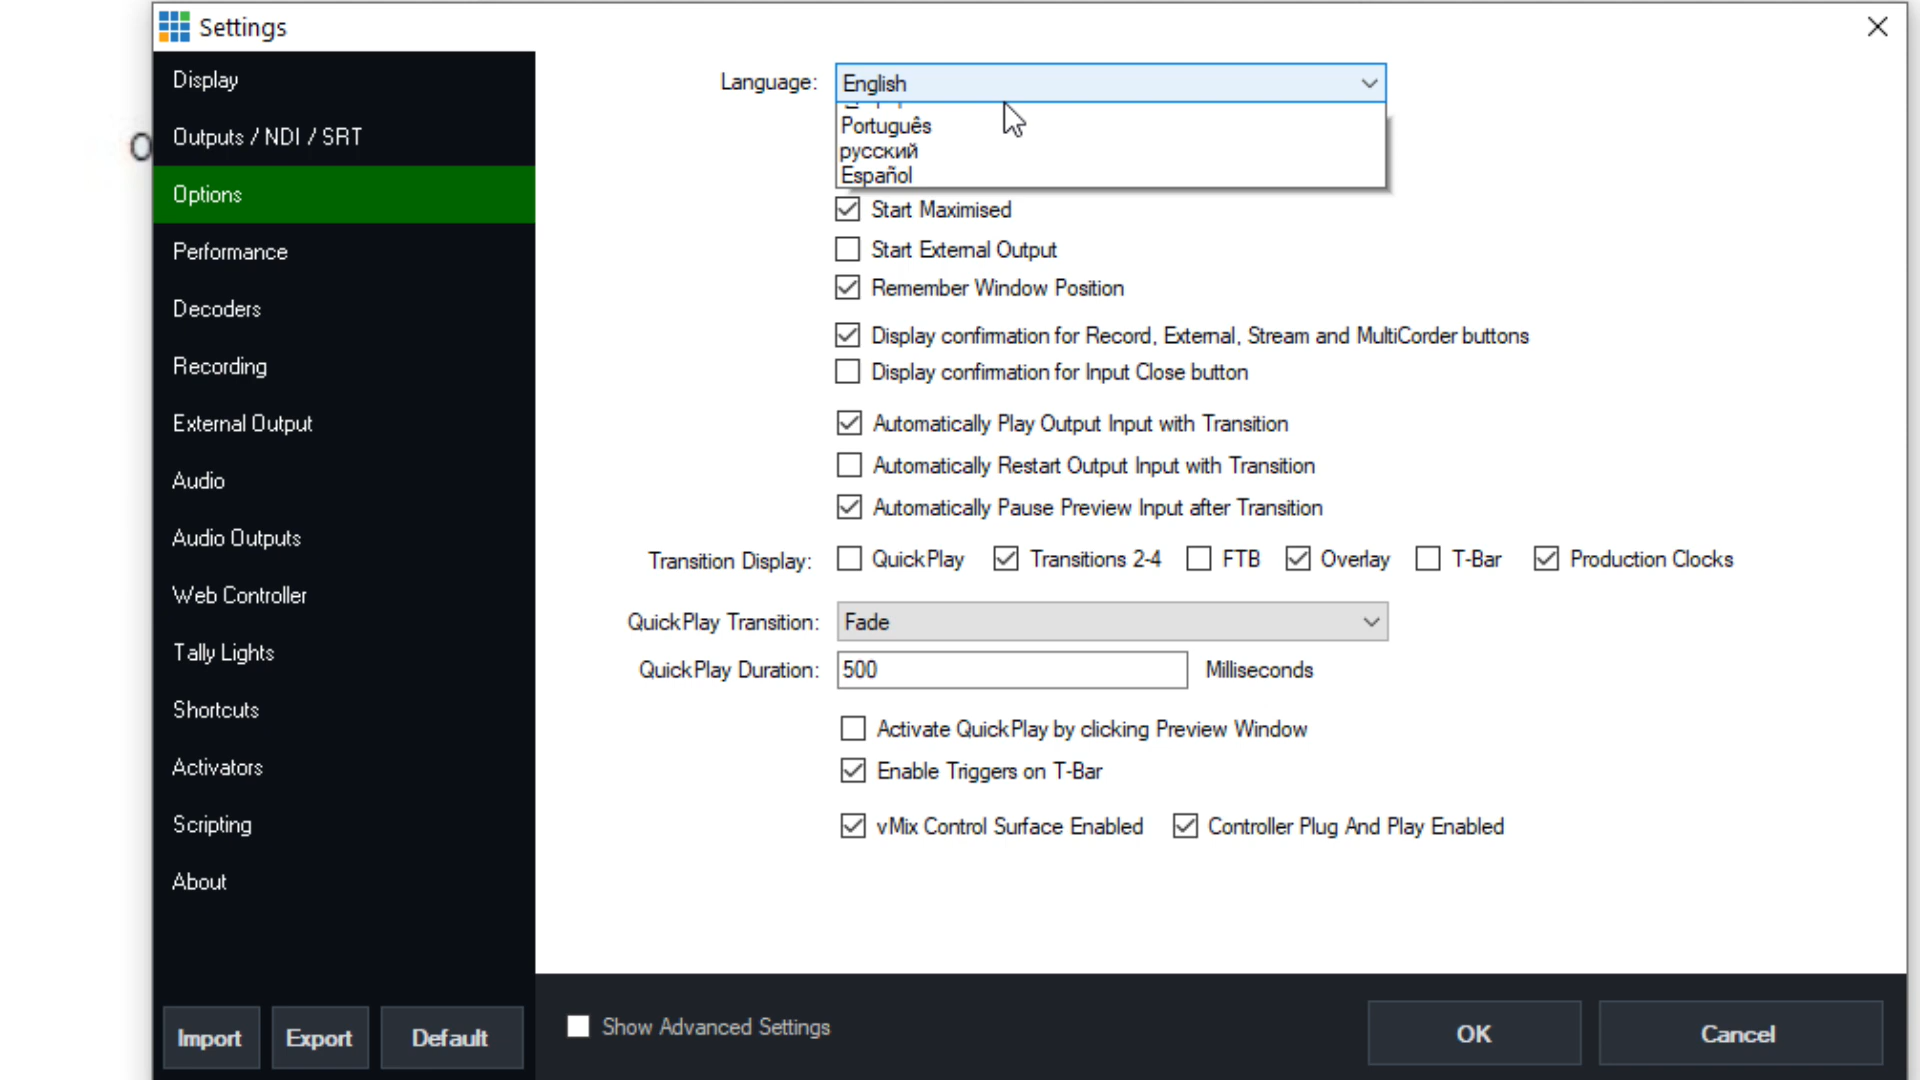 Settings
Display
Outputs / NDI / SRT
Options
Performance
Decoders
Recording
External Output
Audio
Audio Outputs
Web Controller
Tally Lights
Shortcuts
Activators
Scripting
About
Import Export Default
Language: English
Português
русский
Español
Start Maximised
Start External Output
Remember Window Position
Display confirmation for Record, External, Stream and MultiCorder buttons
Display confirmation for Input Close button
Automatically Play Output Input with Transition
Automatically Restart Output Input with Transition
Automatically Pause Preview Input after Transition
Transition Display: QuickPlay Transitions 2-4 FTB Overlay T-Bar Production Clocks
QuickPlay Transition: Fade
QuickPlay Duration: 500 Milliseconds
Activate QuickPlay by clicking Preview Window
Enable Triggers on T-Bar
vMix Control Surface Enabled Controller Plug And Play Enabled
Show Advanced Settings OK Cancel